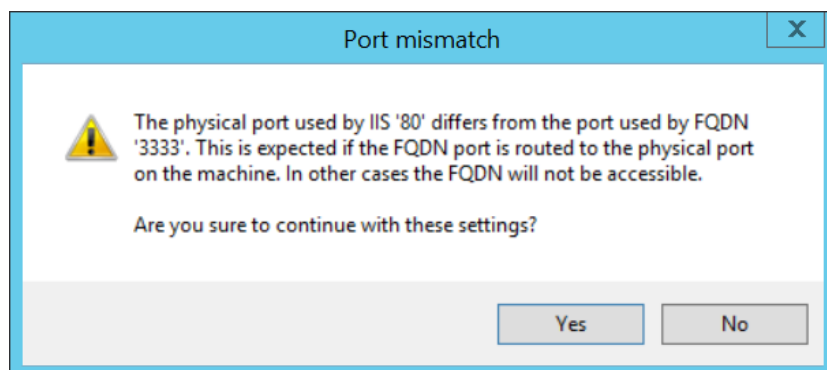 Port mismatch
X
The physical port used by IIS '80' differs from the port used by FQDN
'3333'. This is expected if the FQDN port is routed to the physical port
on the machine. In other cases the FQDN will not be accessible.
Are you sure to continue with these settings?
Yes
No